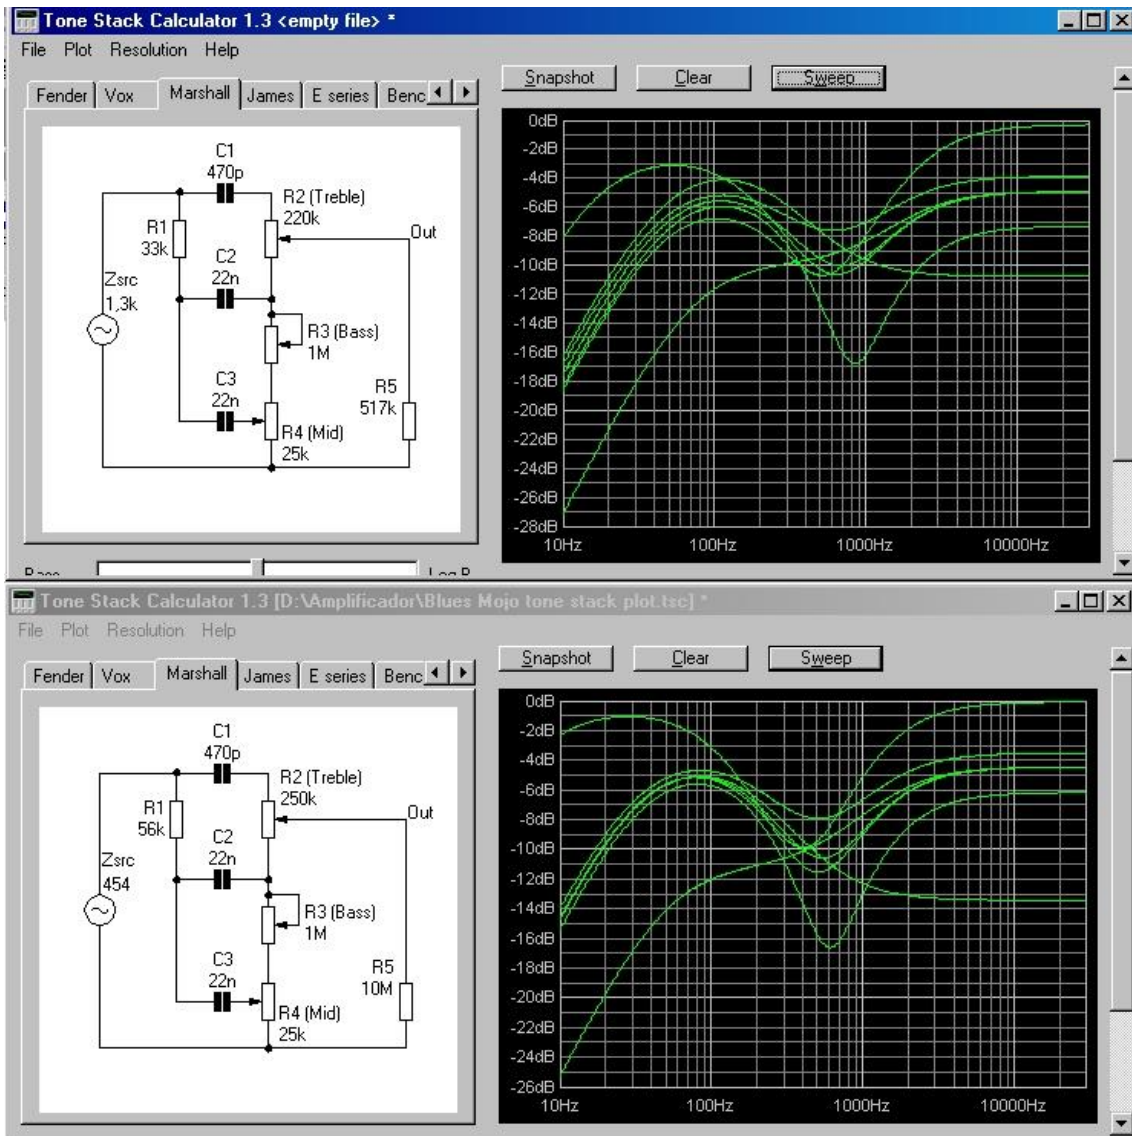 Tone Stack Calculator 1.3 <empty file> *
File Plot Resolution Help
Fender Vox Marshall James E series Benc
Snapshot Clear Sweep
C1
470p
R2 (Treble)
220k
R1
33k
Out
C2
22n
Zsrc
1,3k
R3 (Bass)
1M
C3
22n
R5
517k
R4 (Mid)
25k
0dB
-2dB
-4dB
-6dB
-8dB
-10dB
-12dB
-14dB
-16dB
-18dB
-20dB
-22dB
-24dB
-26dB
-28dB
10Hz 100Hz 1000Hz 10000Hz
Tone Stack Calculator 1.3 [D:\Amplificador\Blues Mojo tone stack plot.tsc] *
File Plot Resolution Help
Fender Vox Marshall James E series Benc
Snapshot Clear Sweep
C1
470p
R2 (Treble)
250k
R1
56k
Out
C2
22n
Zsrc
454
R3 (Bass)
1M
C3
22n
R5
10M
R4 (Mid)
25k
0dB
-2dB
-4dB
-6dB
-8dB
-10dB
-12dB
-14dB
-16dB
-18dB
-20dB
-22dB
-24dB
-26dB
10Hz 100Hz 1000Hz 10000Hz